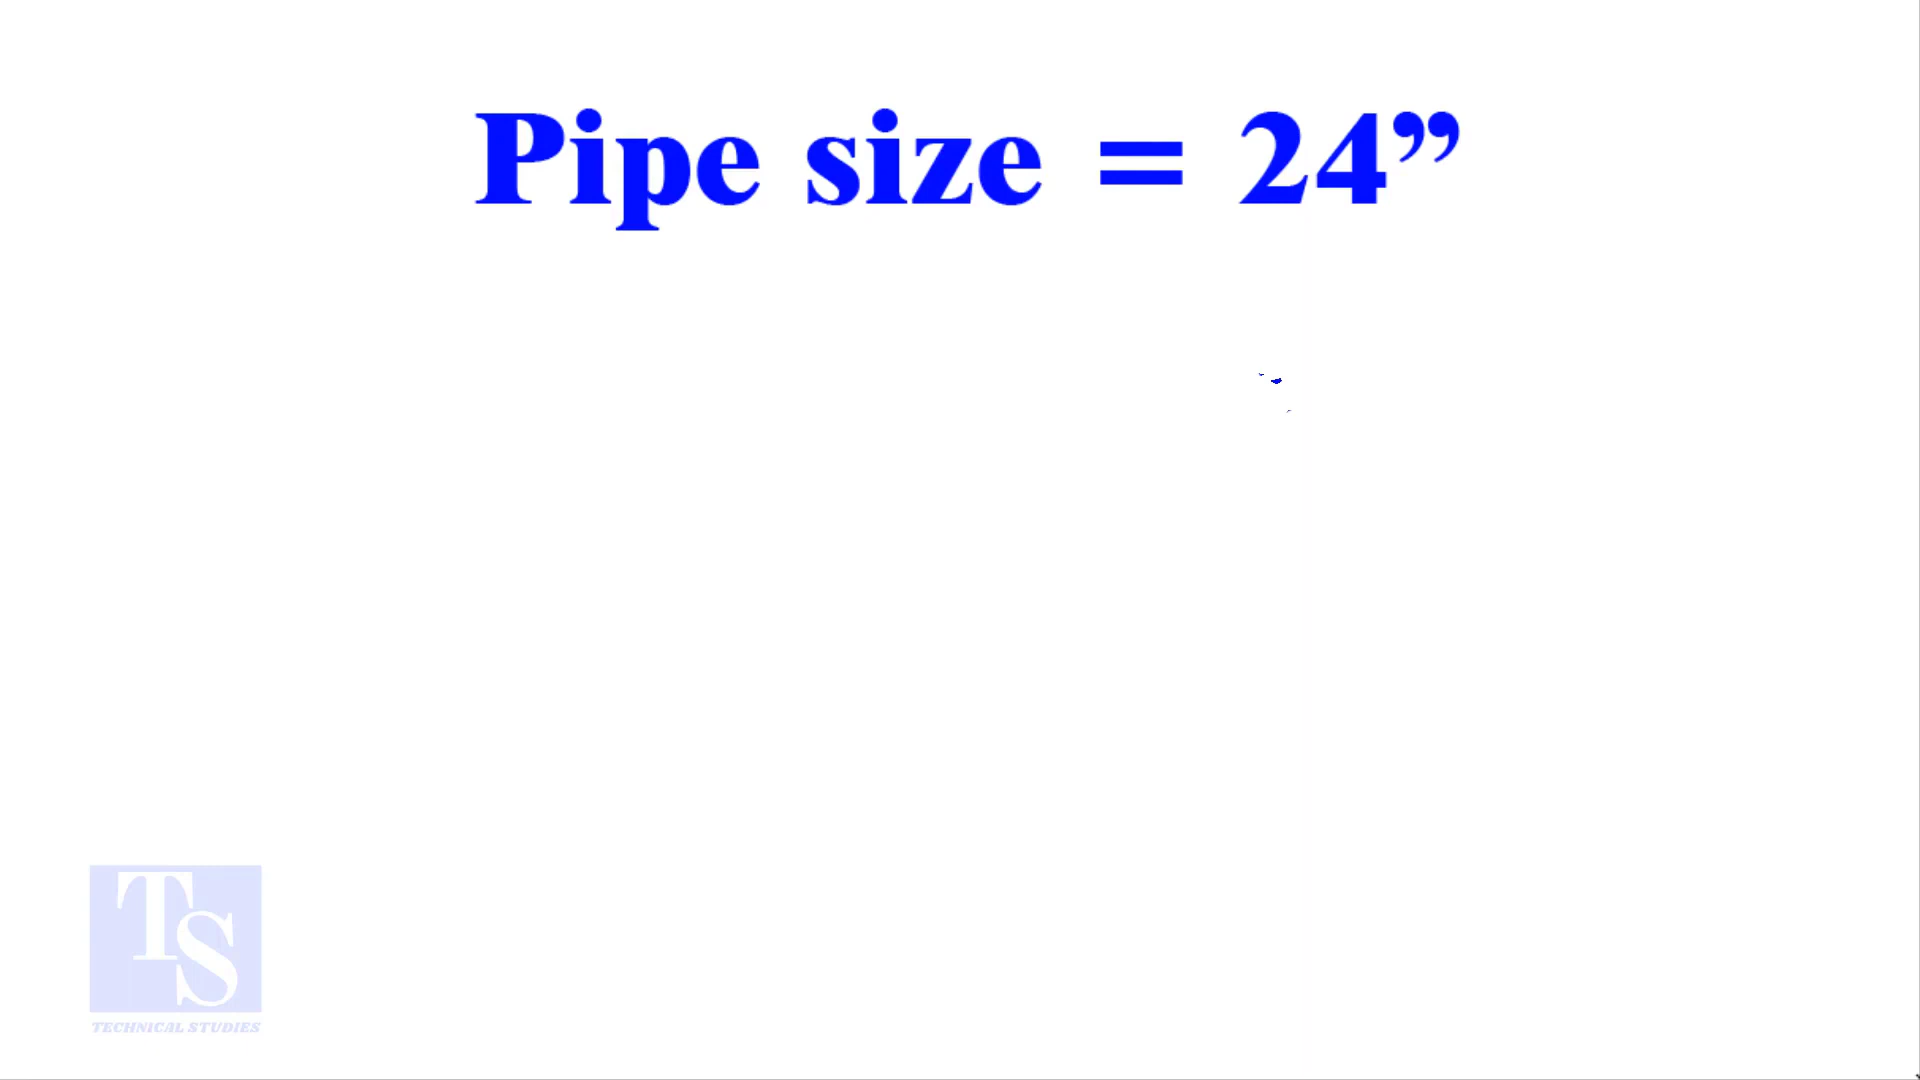 Pipe size = 24”
TS
TECHNICAL STUDIES